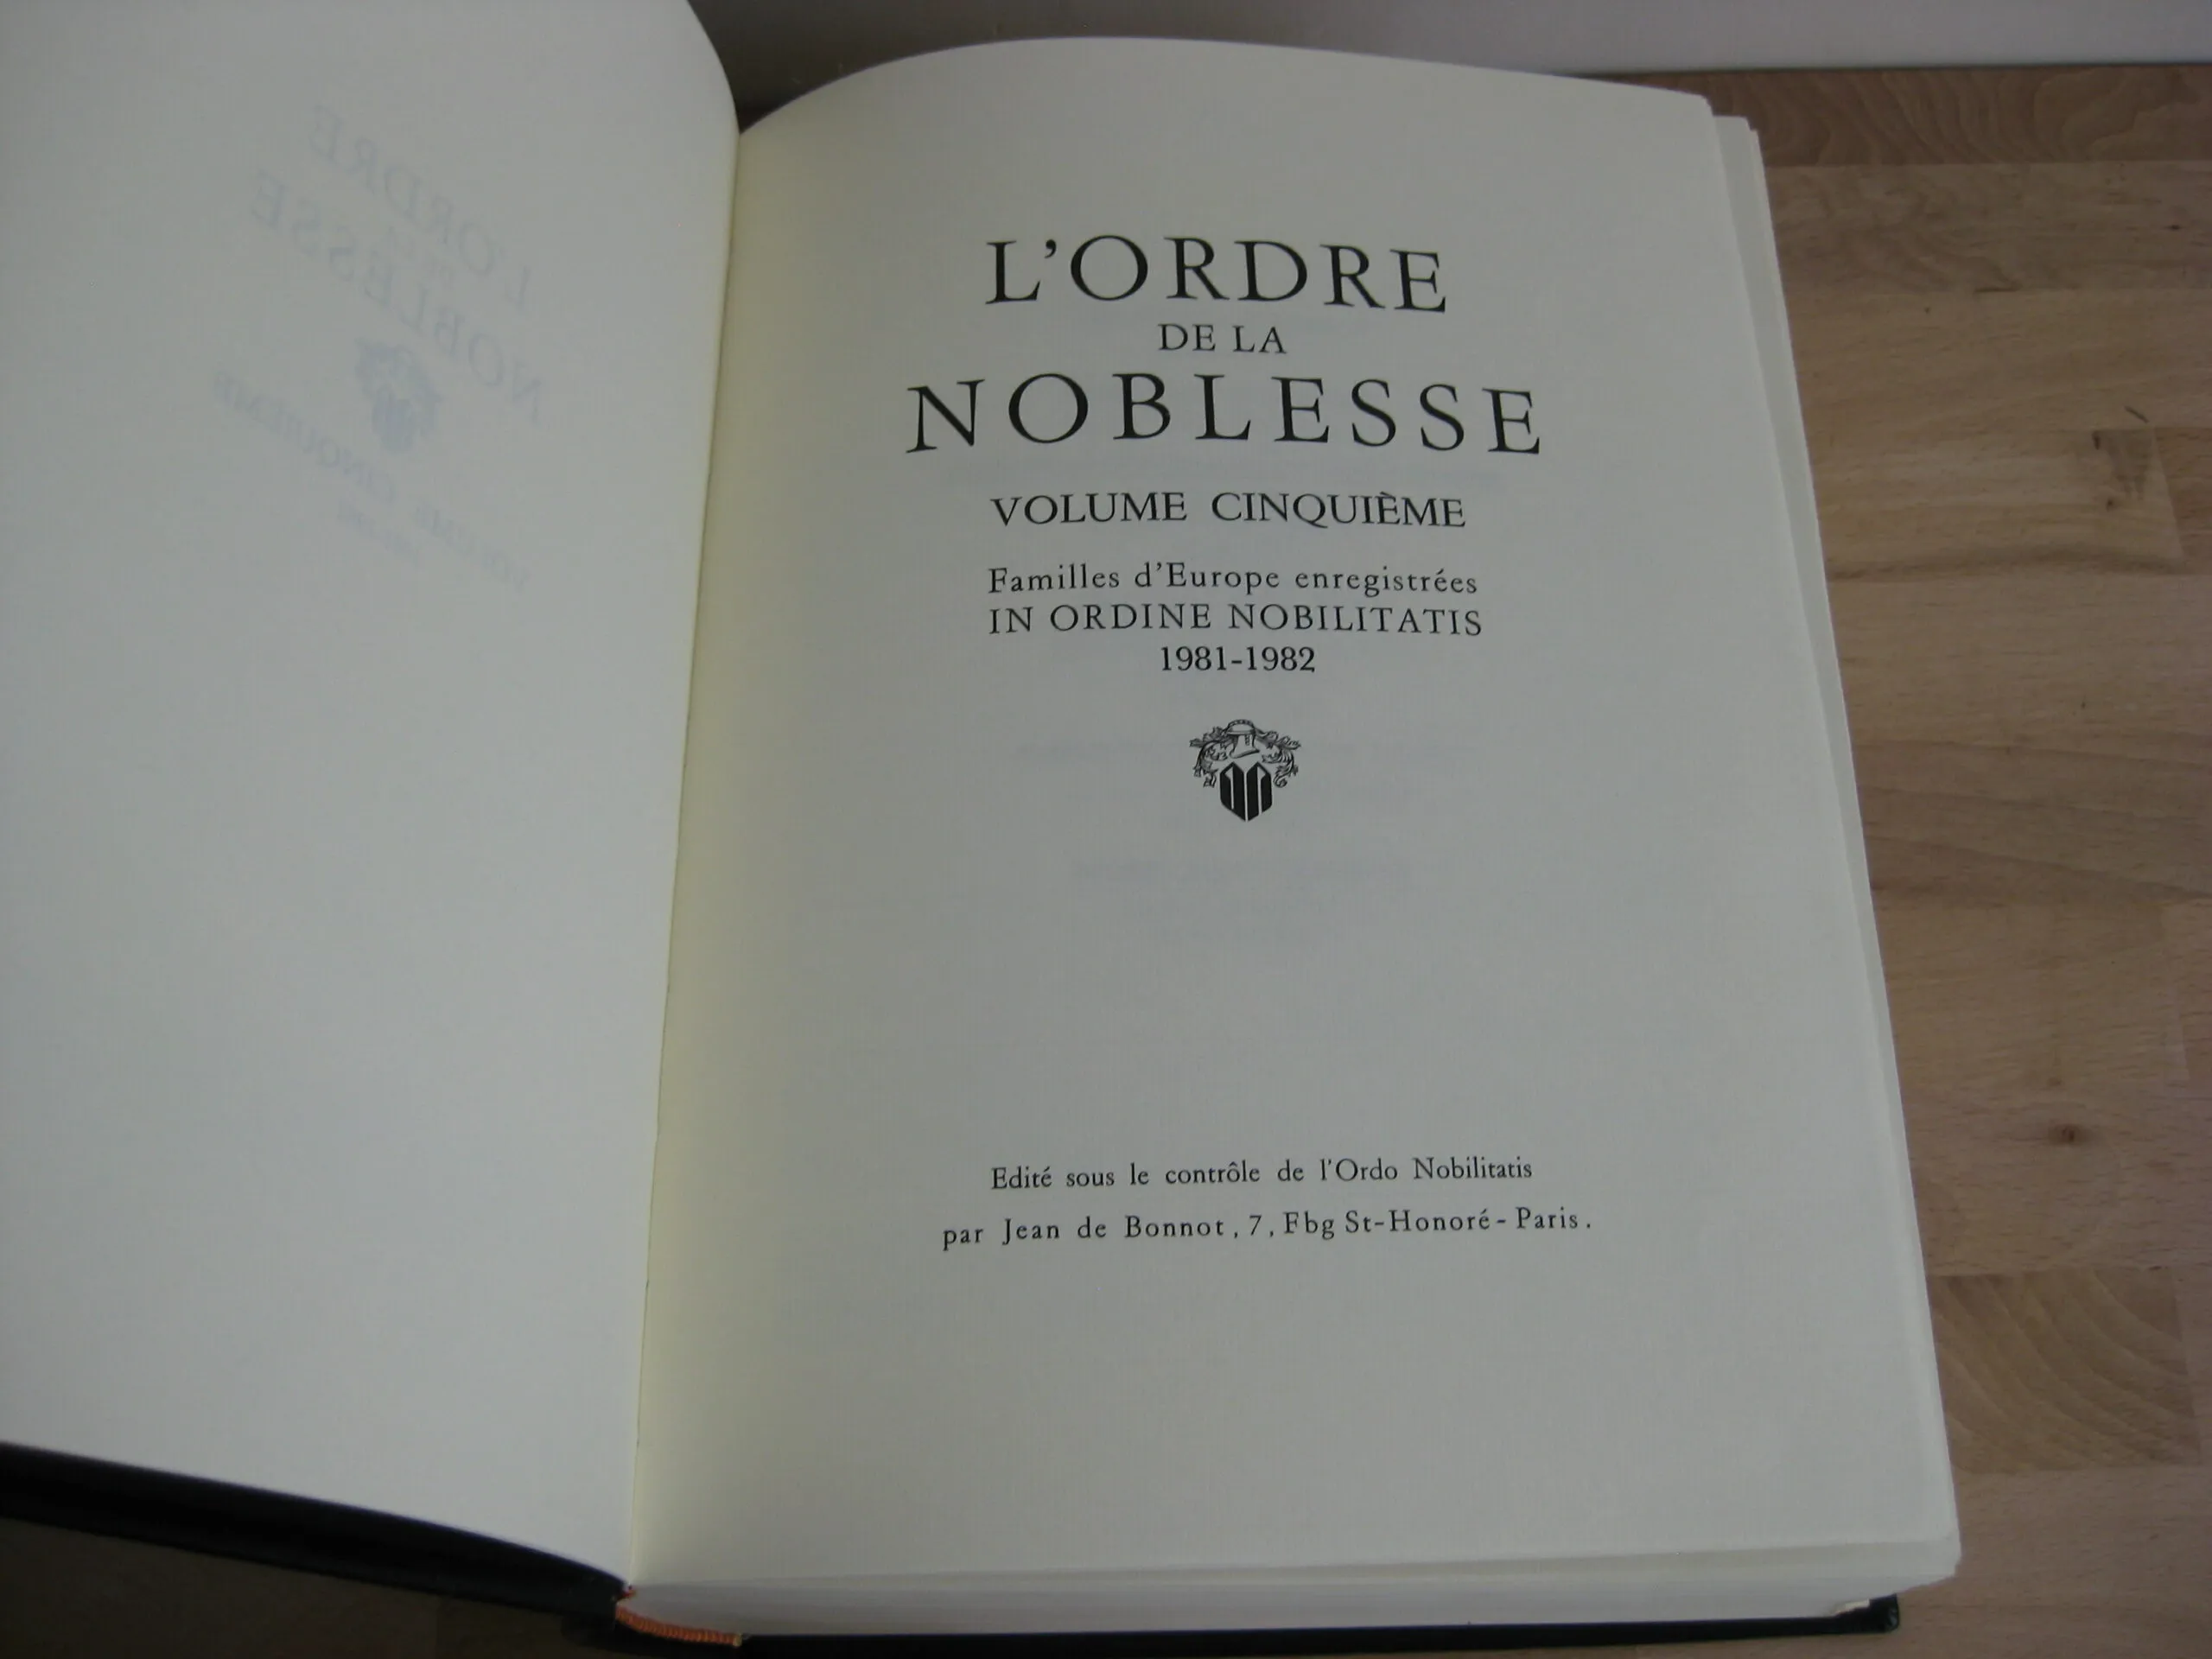 L'ORDRE
DE LA
NOBLESSE
VOLUME CINQUIÈME
Familles d'Europe enregistrées
IN ORDINE NOBILITATIS
1981-1982
Edité sous le contrôle de l'Ordo Nobilitatis
par Jean de Bonnot, 7, Fbg St-Honoré - Paris.